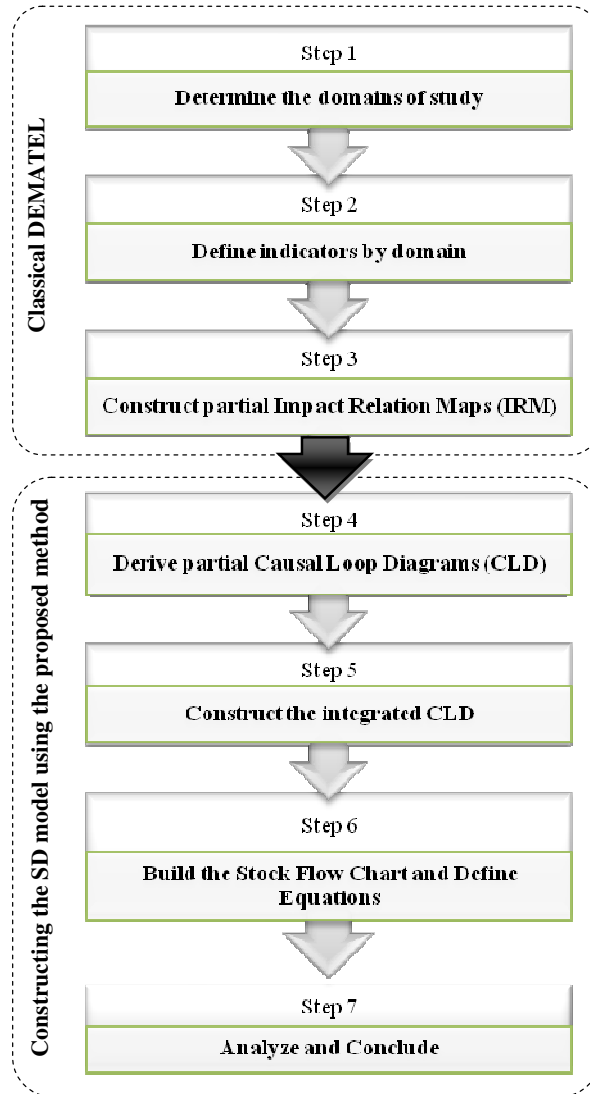 Classical DEMATEL
Step 1
Determine the domains of study
Step 2
Define indicators by domain
Step 3
Construct partial Impact Relation Maps (IRM)
Constructing the SD model using the proposed method
Step 4
Derive partial Causal Loop Diagrams (CLD)
Step 5
Construct the integrated CLD
Step 6
Build the Stock Flow Chart and Define
Equations
Step 7
Analyze and Conclude